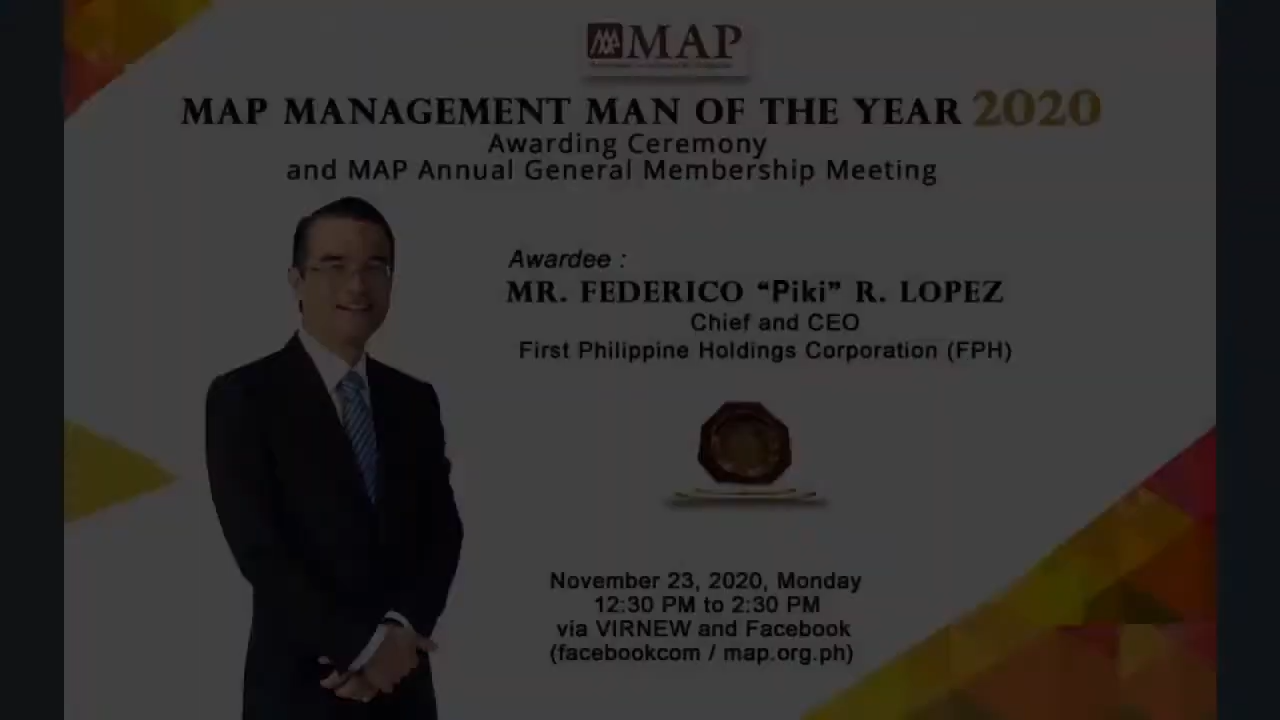 MAP
MAP MANAGEMENT MAN OF THE YEAR 2020
Awarding Ceremony
and MAP Annual General Membership Meeting
Awardee :
MR. FEDERICO “Piki” R. LOPEZ
Chief and CEO
First Philippine Holdings Corporation (FPH)
November 23, 2020, Monday
12:30 PM to 2:30 PM
via VIRNEW and Facebook
(facebookcom / map.org.ph)